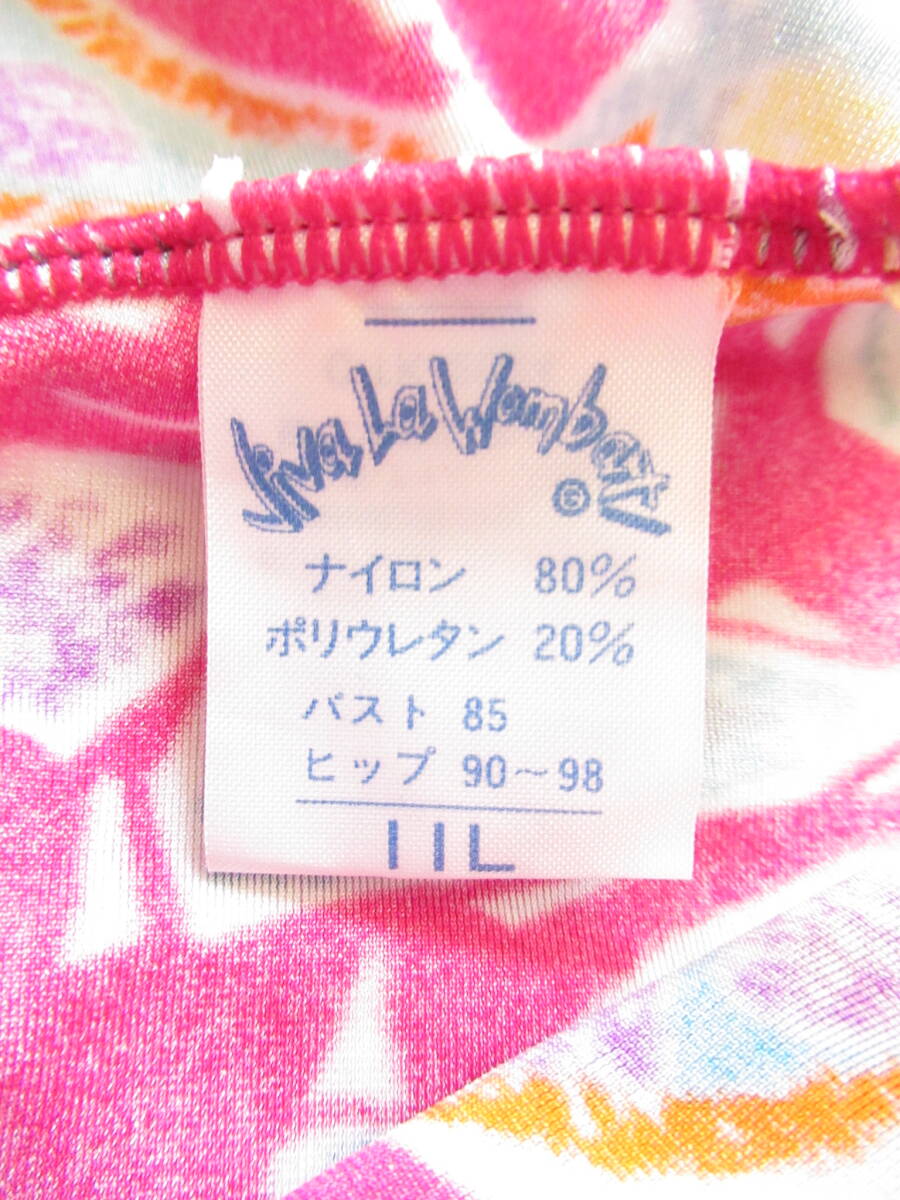 Viva La Wombat!
©
ナイロン 80%
ポリウレタン 20%
バスト 85
ヒップ 90〜98
11L